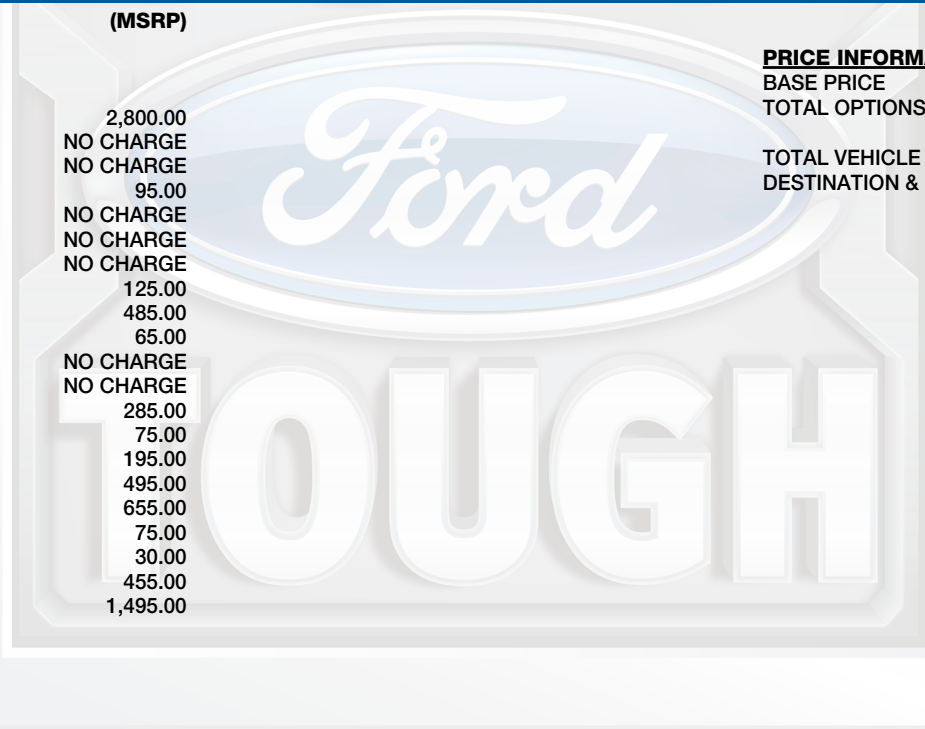 (MSRP)
2,800.00
NO CHARGE
NO CHARGE
95.00
NO CHARGE
NO CHARGE
NO CHARGE
125.00
485.00
65.00
NO CHARGE
NO CHARGE
285.00
75.00
195.00
495.00
655.00
75.00
30.00
455.00
1,495.00
PRICE INFORMA
BASE PRICE
TOTAL OPTIONS
TOTAL VEHICLE
DESTINATION &
Ford
TOUGH